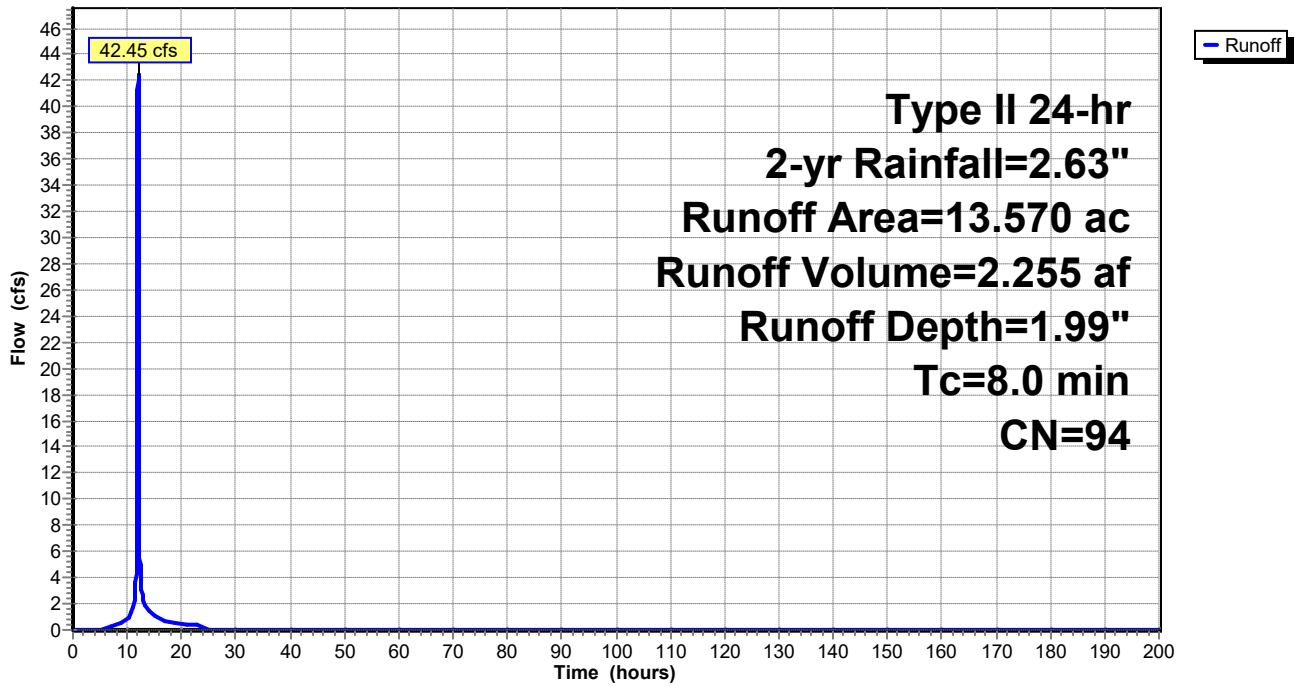 46
44
42
40
38
36
34
32
30
28
26
24
22
20
18
16
14
12
10
8
6
4
2
0
Flow (cfs)
42.45 cfs
Runoff
Type II 24-hr
2-yr Rainfall=2.63"
Runoff Area=13.570 ac
Runoff Volume=2.255 af
Runoff Depth=1.99"
Tc=8.0 min
CN=94
0 10 20 30 40 50 60 70 80 90 100 110 120 130 140 150 160 170 180 190 200
Time (hours)